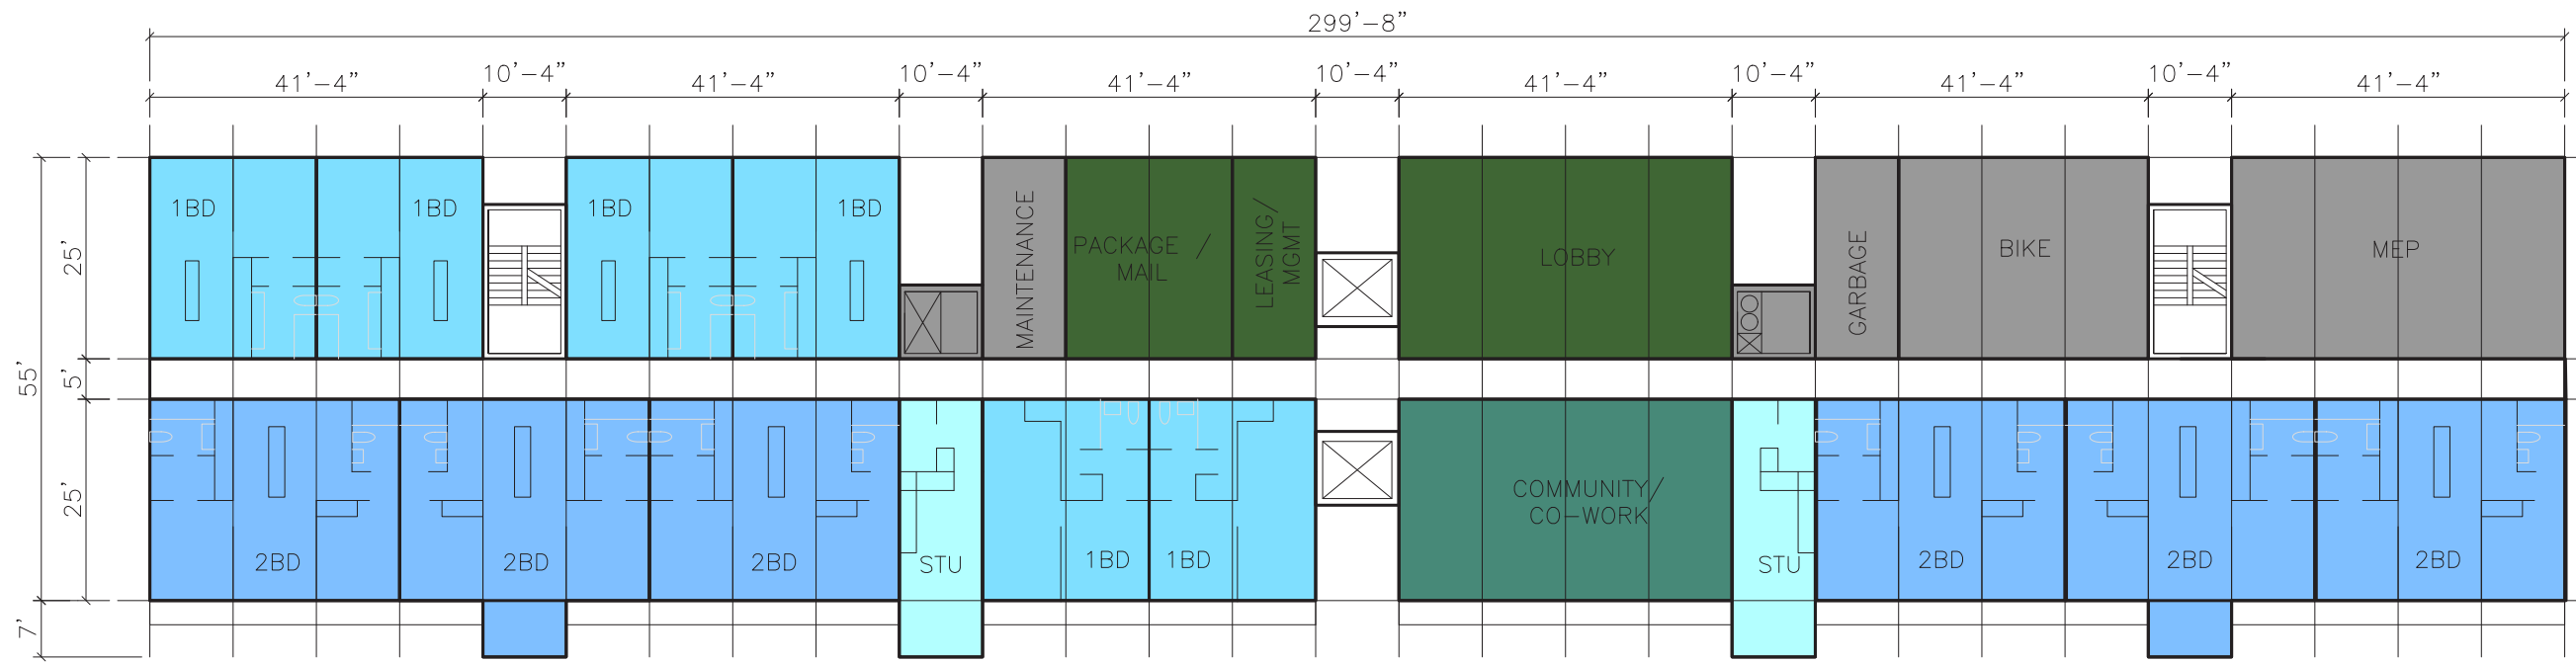 299'-8"
10'-4" 10'-4" 10'-4" 10'-4" 10'-4"
41'-4" 41'-4" 41'-4" 41'-4" 41'-4" 41'-4"
1BD 1BD 1BD 1BD
MAINTENANCE
PACKAGE /
MAIL
LEASING/
MGMT
LOBBY
GARBAGE
BIKE
MEP
25'
5'
55'
25'
7'
2BD 2BD 2BD STU 1BD 1BD
COMMUNITY/
CO-WORK
STU 2BD 2BD 2BD